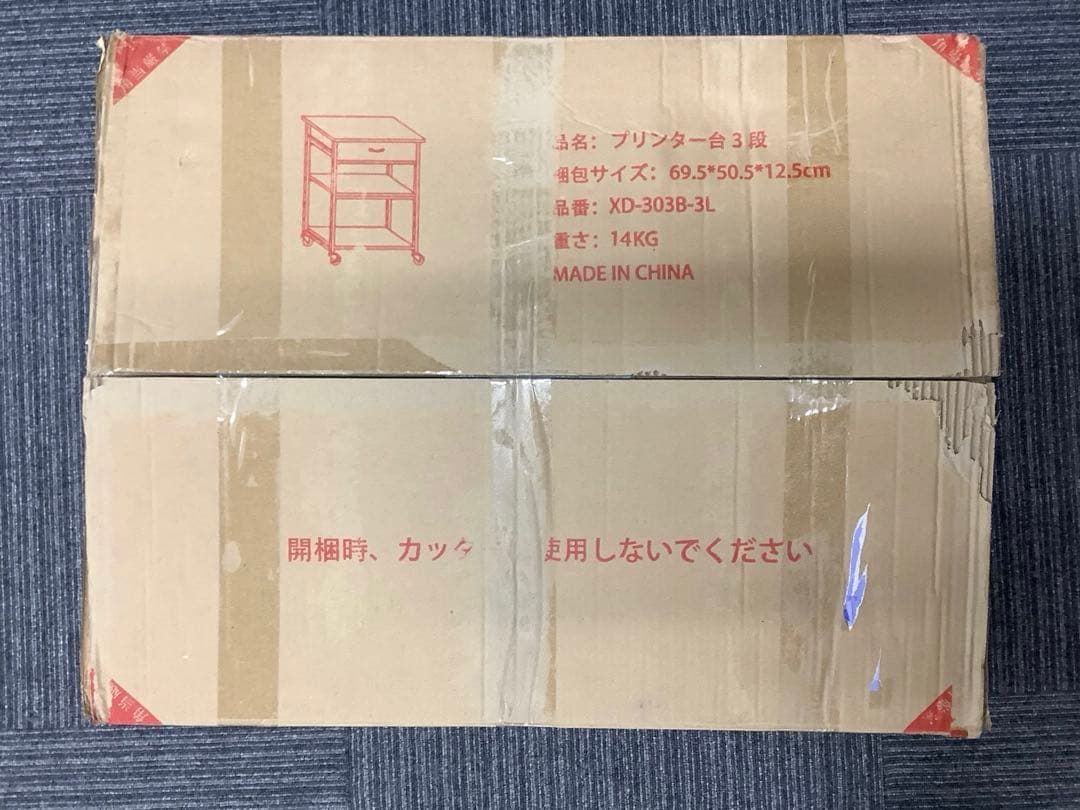 品名: プリンター台3段
梱包サイズ: 69.5*50.5*12.5cm
品番: XD-303B-3L
重さ: 14KG
MADE IN CHINA
開梱時、カッタ 使用しないでください